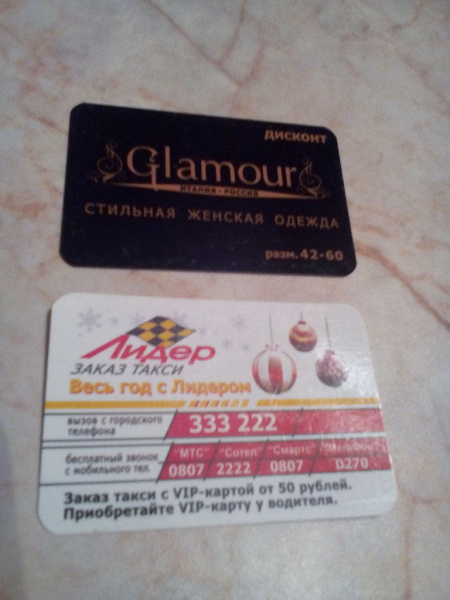 дисконт
Glamour
ИТАЛИЯ - РОССИЯ
СТИЛЬНАЯ ЖЕНСКАЯ ОДЕЖДА
разм. 42-60
Лидер
ЗАКАЗ ТАКСИ
Весь год с Лидером
вызов с городского телефона 333 222
"МТС" "Сотел" "Смартс" "Мегафон"
бесплатный звонок с мобильного тел. 0807 2222 0807 0270
Заказ такси с VIP-картой от 50 рублей.
Приобретайте VIP-карту у водителя.